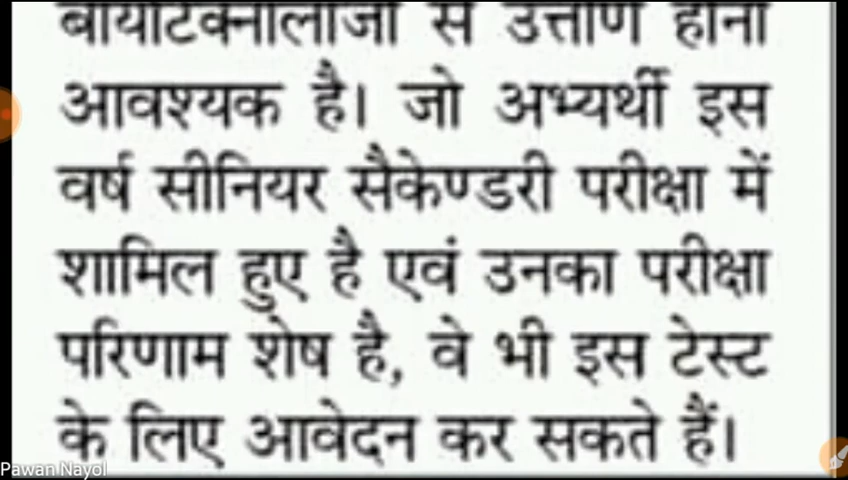 बायोटेक्नोलॉजी से उत्तीर्ण होना
आवश्यक है। जो अभ्यर्थी इस
वर्ष सीनियर सैकेण्डरी परीक्षा में
शामिल हुए है एवं उनका परीक्षा
परिणाम शेष है, वे भी इस टेस्ट
के लिए आवेदन कर सकते हैं।
Pawan Nayol